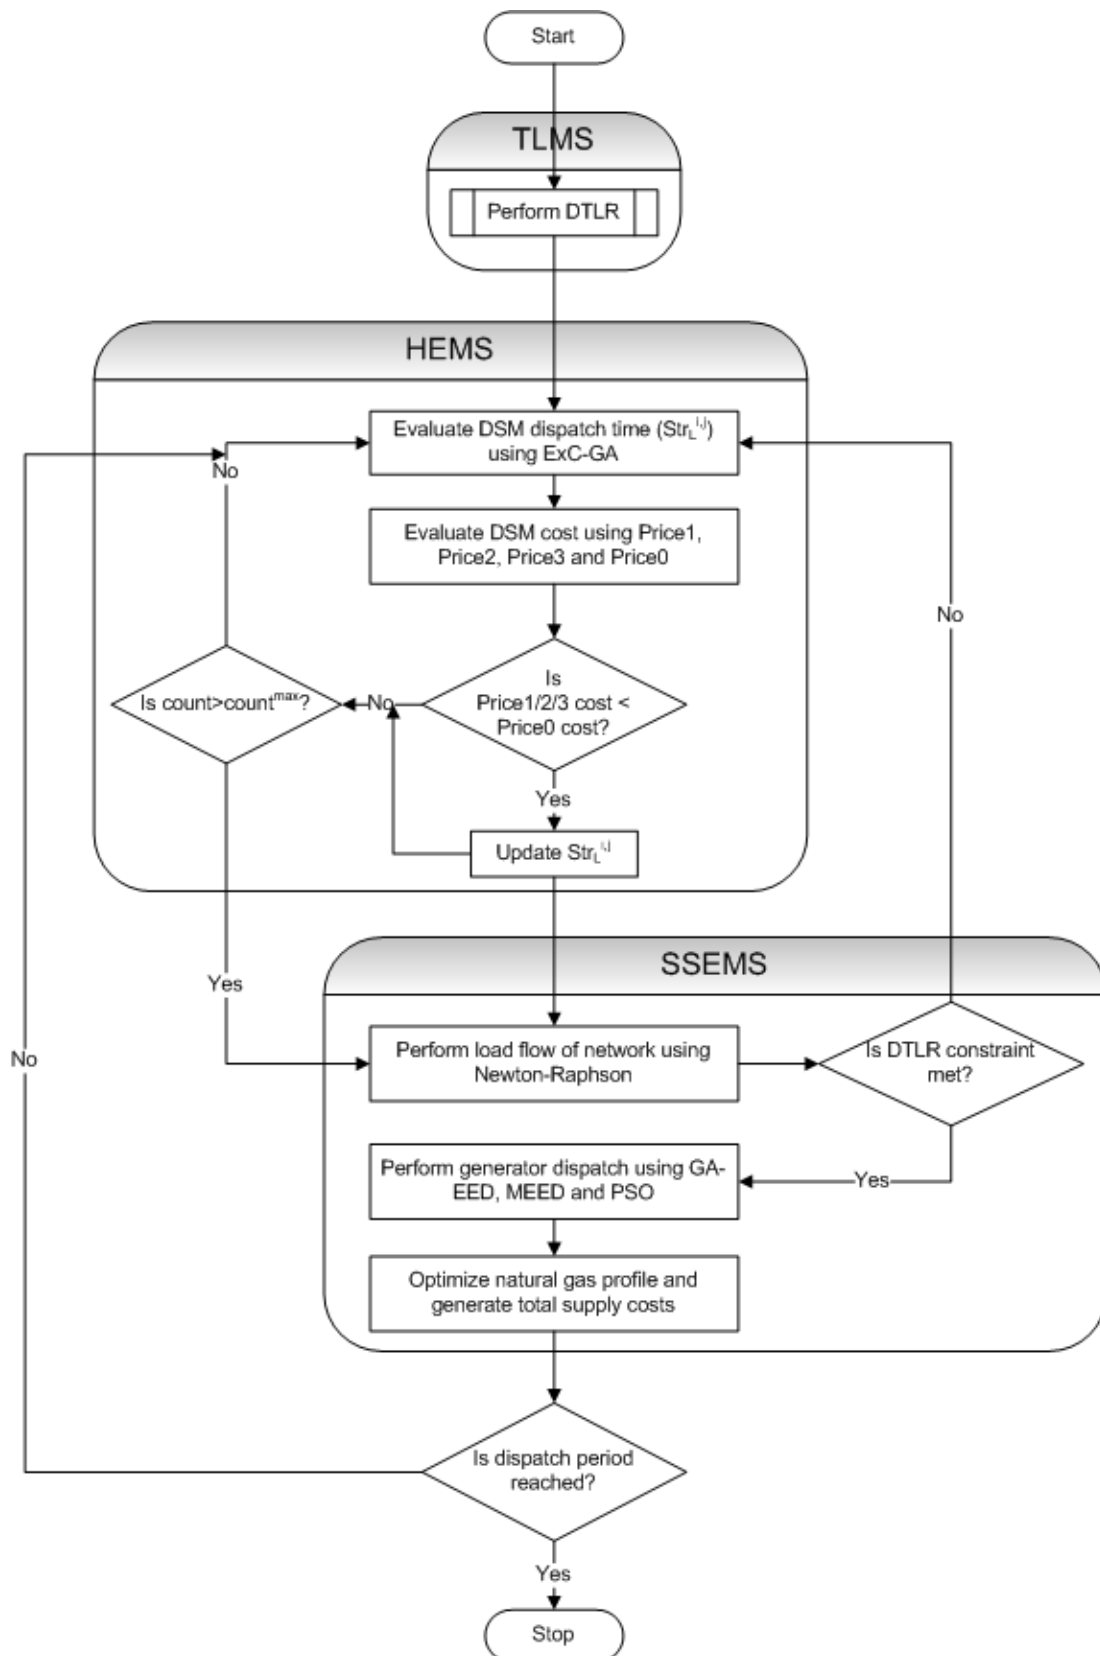 Start
TLMS
Perform DTLR
HEMS
Evaluate DSM dispatch time (Str_L^i,j)
using ExC-GA
No
Evaluate DSM cost using Price1,
Price2, Price3 and Price0
No
Is
Price1/2/3 cost <
Price0 cost?
No
Is count>count^max?
Yes
Update Str_L^i,j
SSEMS
Yes
Perform load flow of network using
Newton-Raphson
Is DTLR constraint
met?
No
Perform generator dispatch using GA-
EED, MEED and PSO
Yes
Optimize natural gas profile and
generate total supply costs
Is dispatch period
reached?
Yes
Stop